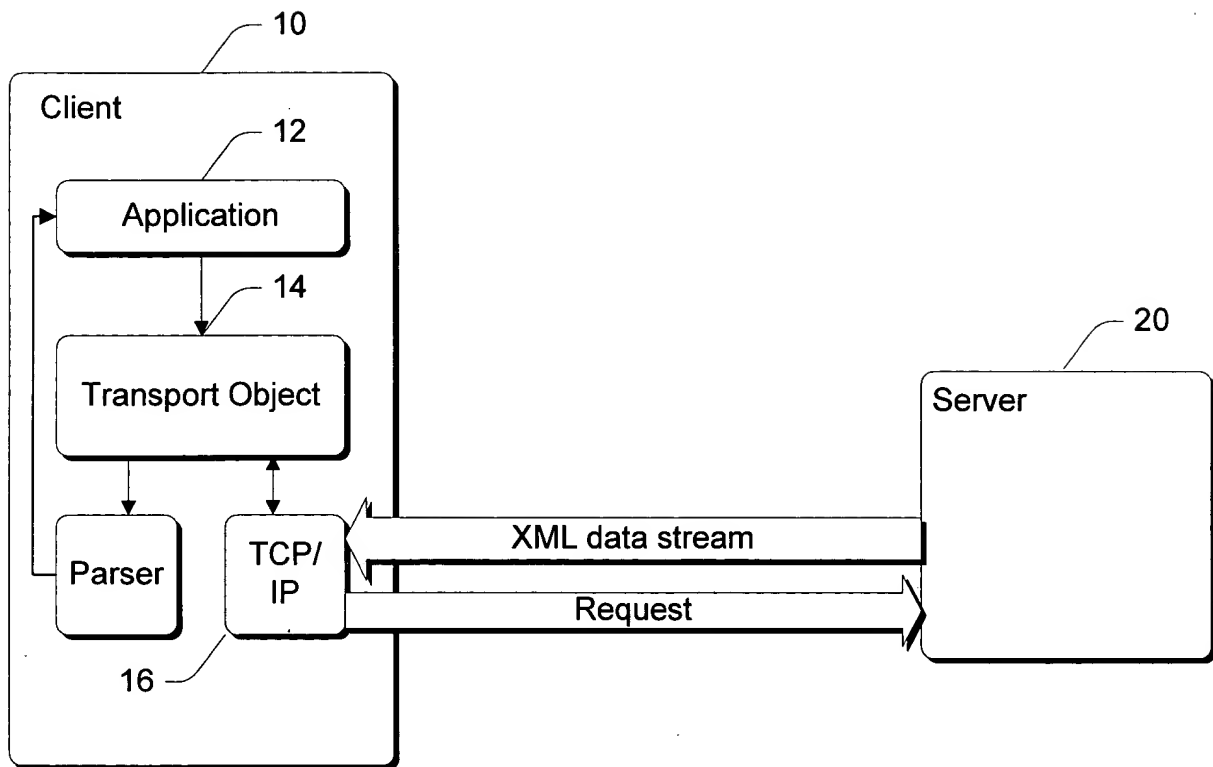 10
Client
12
Application
14
Transport Object
20
Server
XML data stream
TCP/
IP
Parser
Request
16